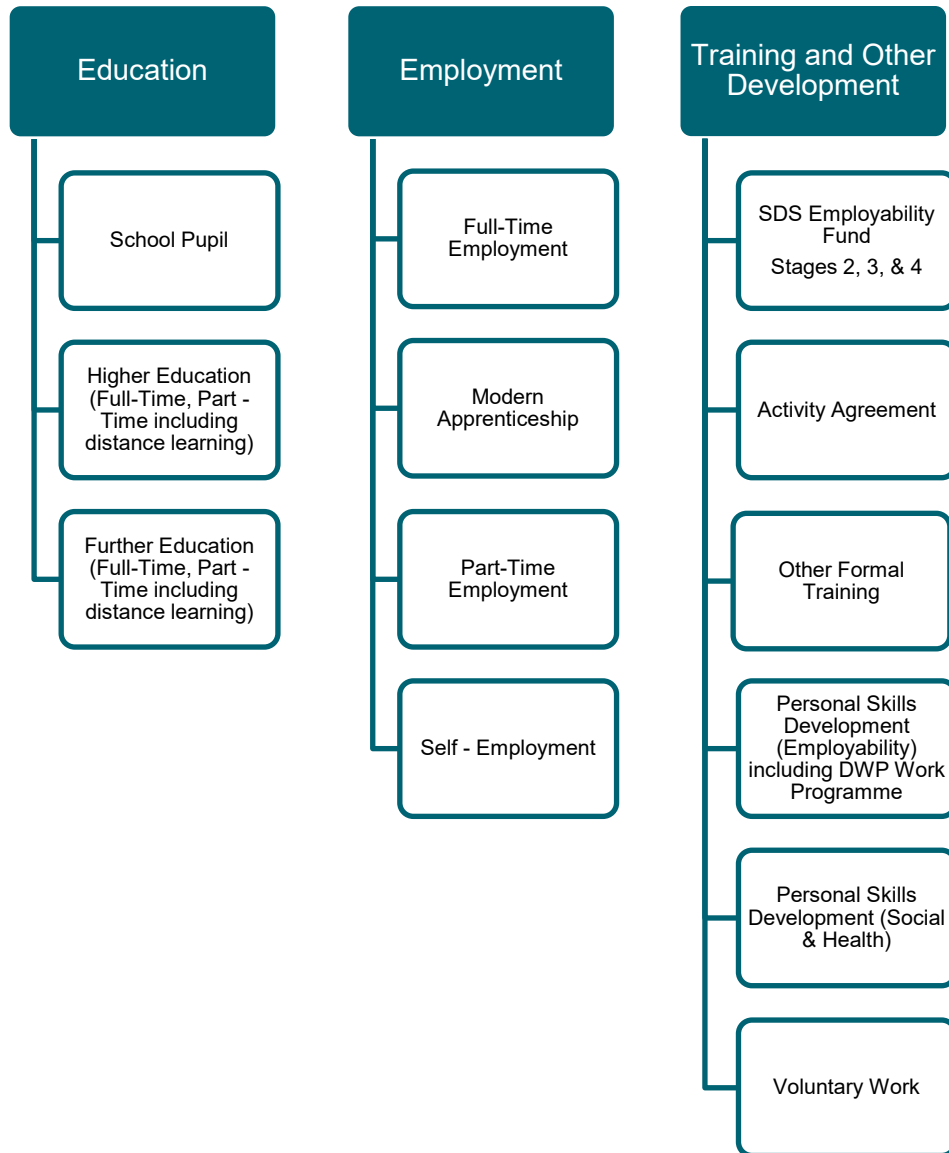 Education
School Pupil
Higher Education
(Full-Time, Part -
Time including
distance learning)
Further Education
(Full-Time, Part -
Time including
distance learning)
Employment
Full-Time
Employment
Modern
Apprenticeship
Part-Time
Employment
Self - Employment
Training and Other
Development
SDS Employability
Fund
Stages 2, 3, & 4
Activity Agreement
Other Formal
Training
Personal Skills
Development
(Employability)
including DWP Work
Programme
Personal Skills
Development (Social
& Health)
Voluntary Work